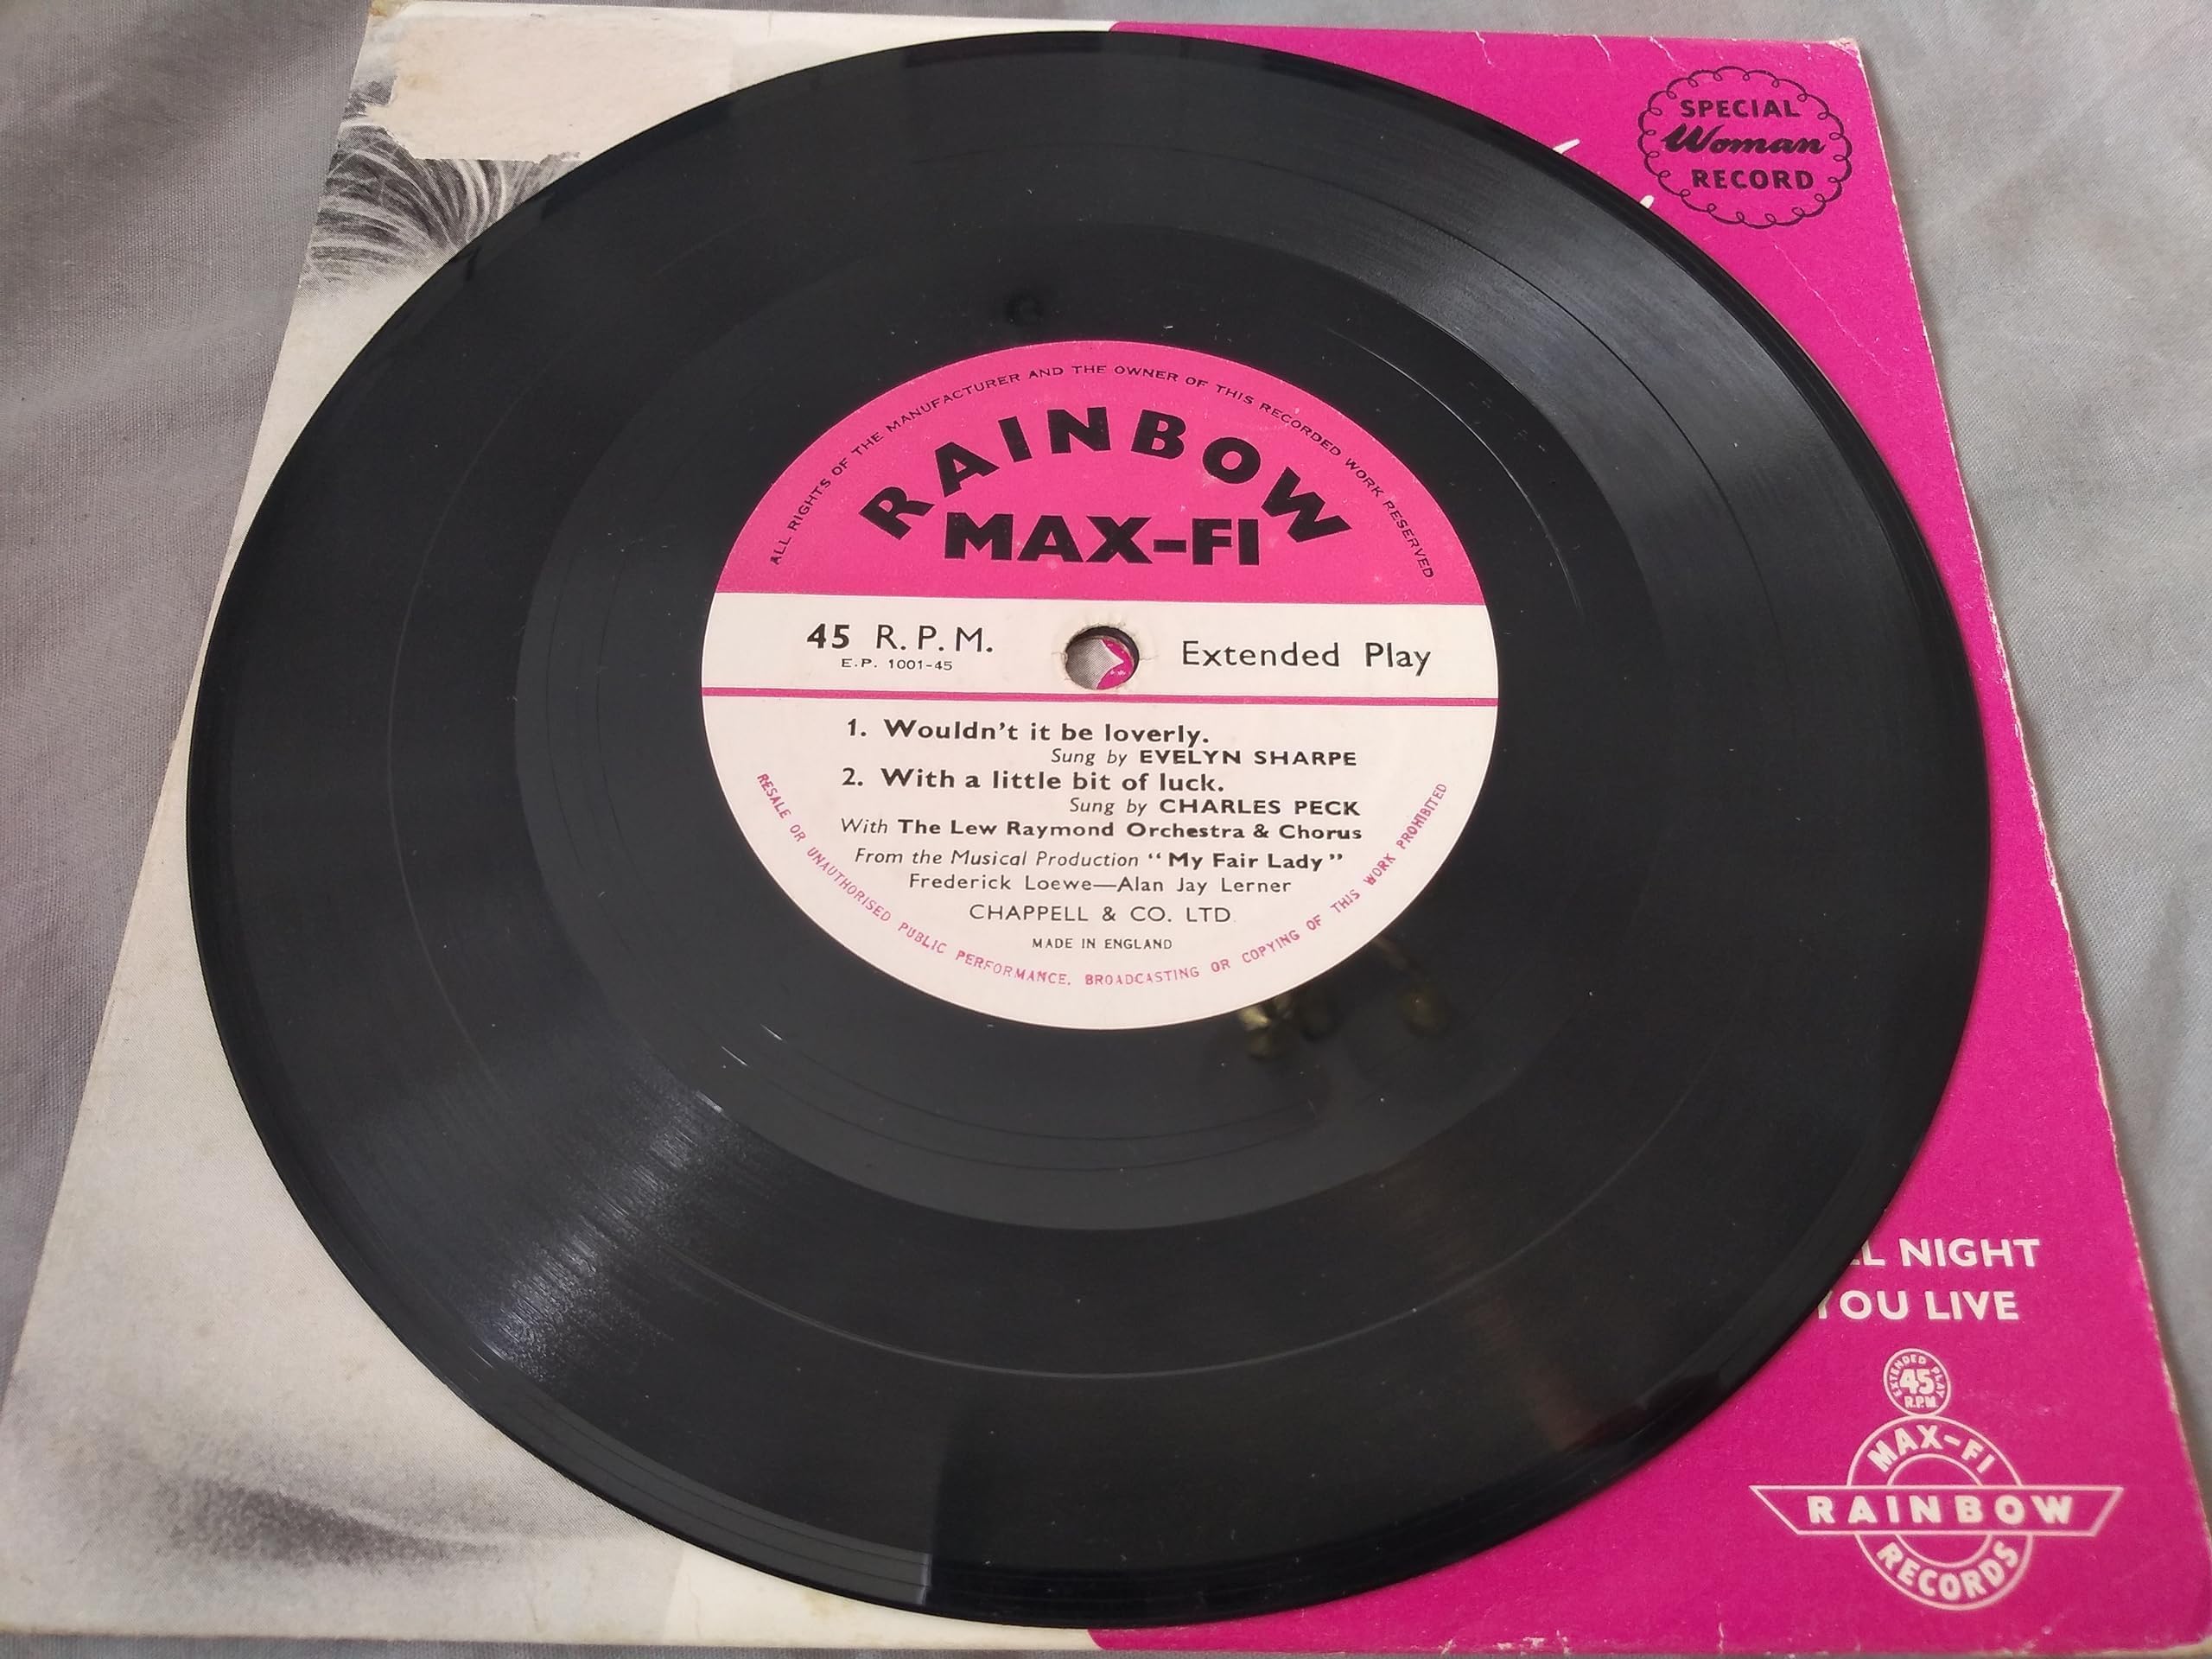 SPECIAL
Woman
RECORD
ALL RIGHTS OF THE MANUFACTURER AND THE OWNER OF THIS RECORDED WORK RESERVED
RAINBOW
MAX-FI
45 R.P.M.
E.P. 1001-45
Extended Play
1. Wouldn't it be loverly.
Sung by EVELYN SHARPE
2. With a little bit of luck.
Sung by CHARLES PECK
With The Lew Raymond Orchestra & Chorus
From the Musical Production "My Fair Lady"
Frederick Loewe—Alan Jay Lerner
CHAPPELL & CO. LTD
MADE IN ENGLAND
RESALE OR UNAUTHORISED PUBLIC PERFORMANCE, BROADCASTING OR COPYING OF THIS WORK PROHIBITED
NIGHT
YOU LIVE
EXTENDED PLAY
45
R.P.M.
MAX-FI
RAINBOW
RECORDS